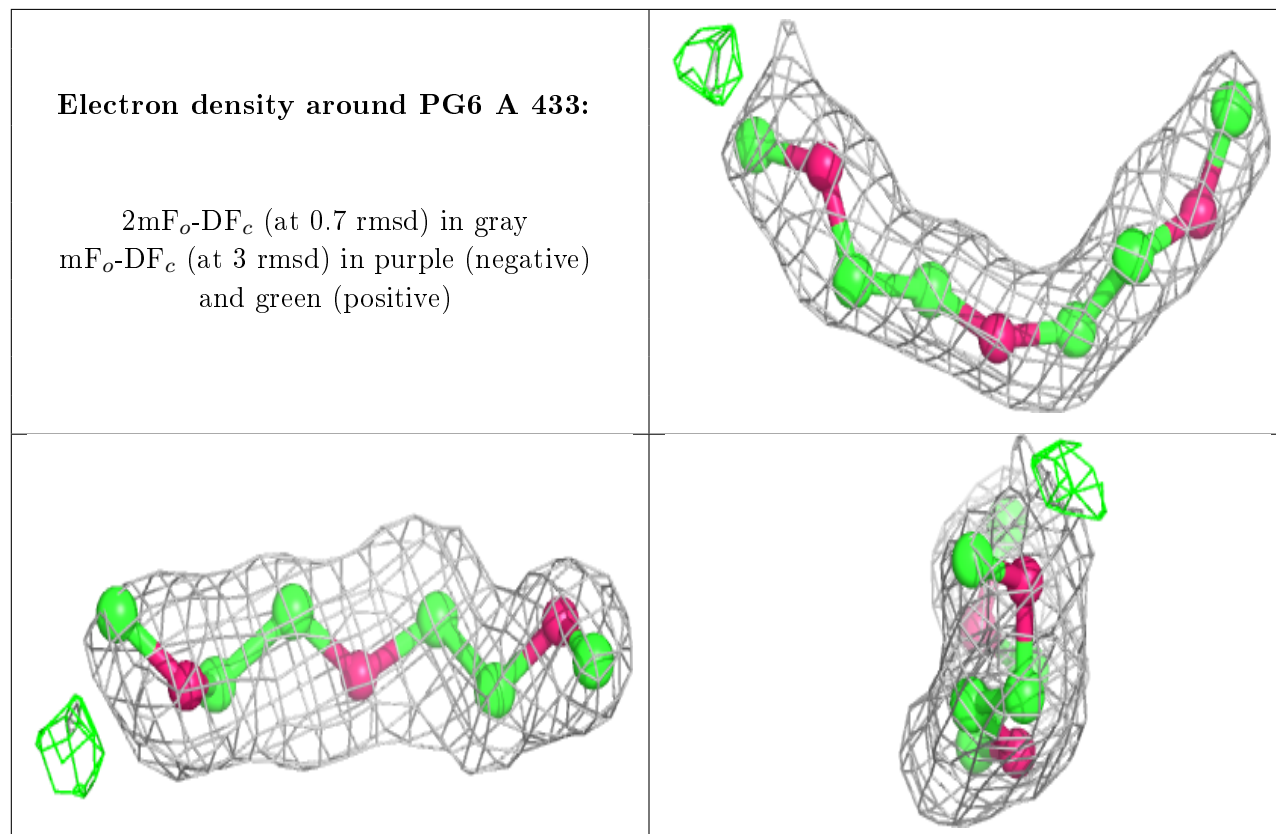 Electron density around PG6 A 433:
2mFo-DFc (at 0.7 rmsd) in gray
mFo-DFc (at 3 rmsd) in purple (negative)
and green (positive)